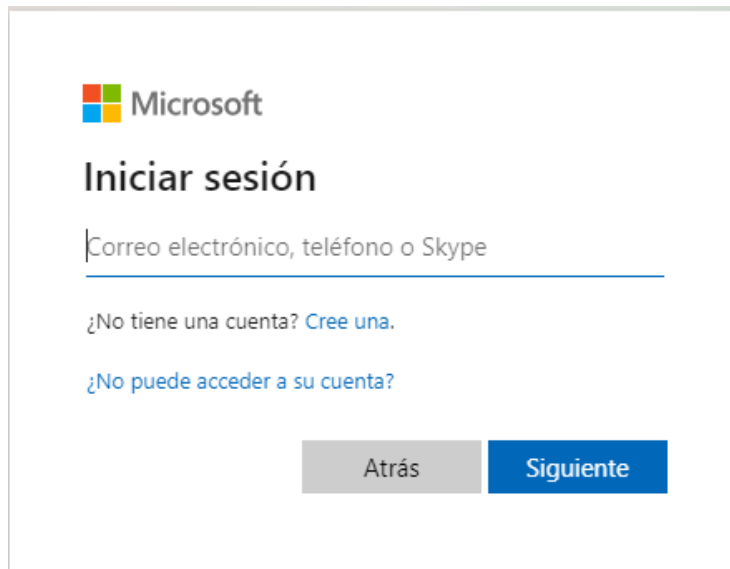 Microsoft
Iniciar sesión
Correo electrónico, teléfono o Skype
¿No tiene una cuenta? Cree una.
¿No puede acceder a su cuenta?
Atrás Siguiente